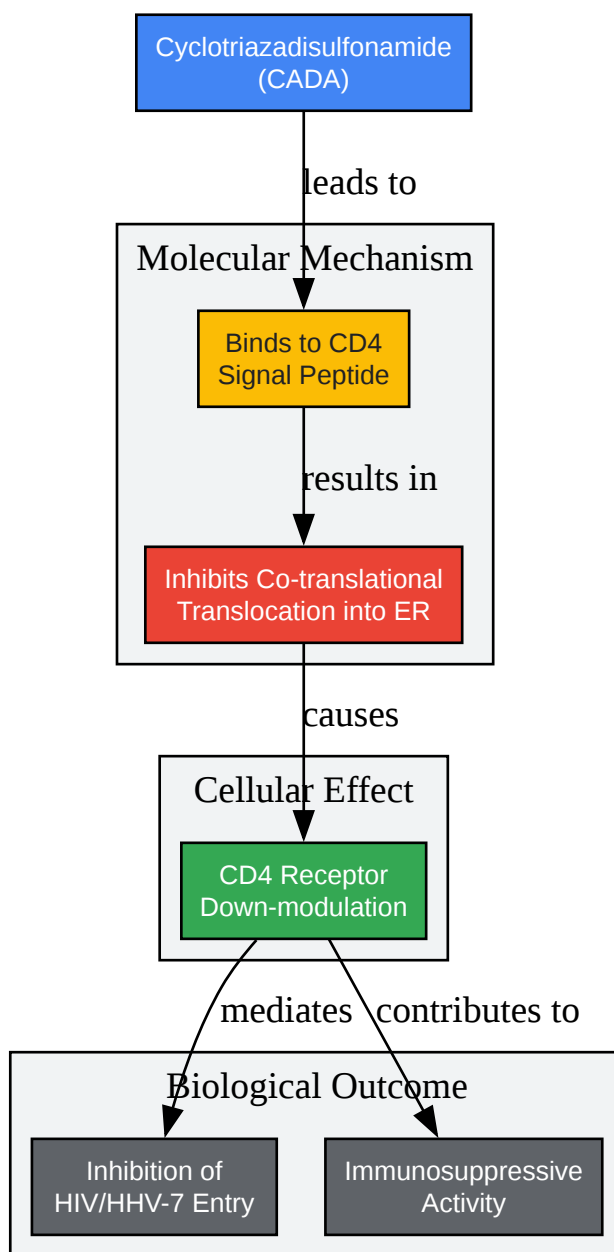 Cyclotriazadisulfonamide
(CADA)
leads to
Molecular Mechanism
Binds to CD4
Signal Peptide
results in
Inhibits Co-translational
Translocation into ER
causes
Cellular Effect
CD4 Receptor
Down-modulation
mediates
contributes to
Biological Outcome
Inhibition of
HIV/HHV-7 Entry
Immunosuppressive
Activity